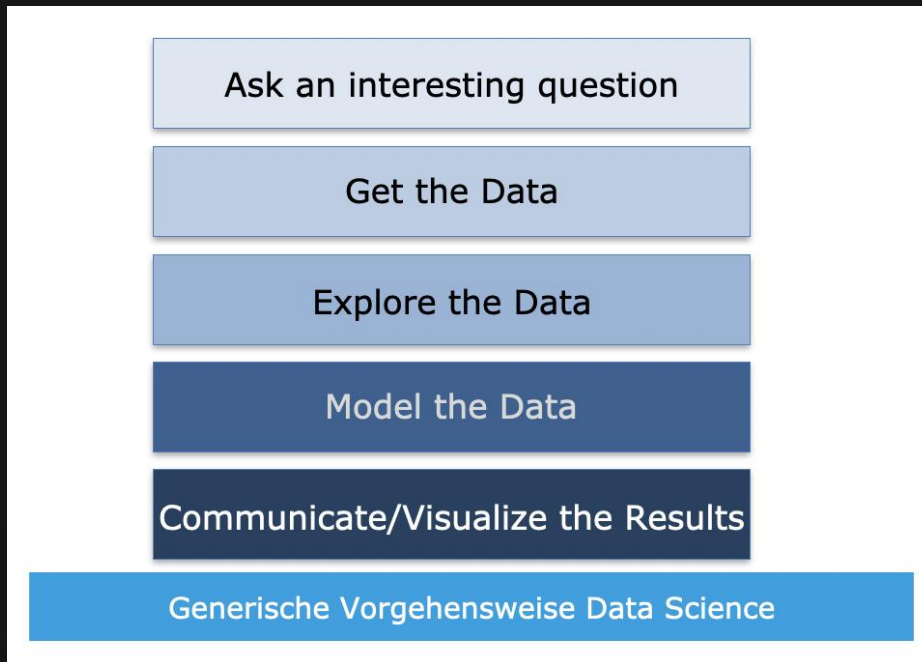 Ask an interesting question
Get the Data
Explore the Data
Model the Data
Communicate/Visualize the Results
Generische Vorgehensweise Data Science